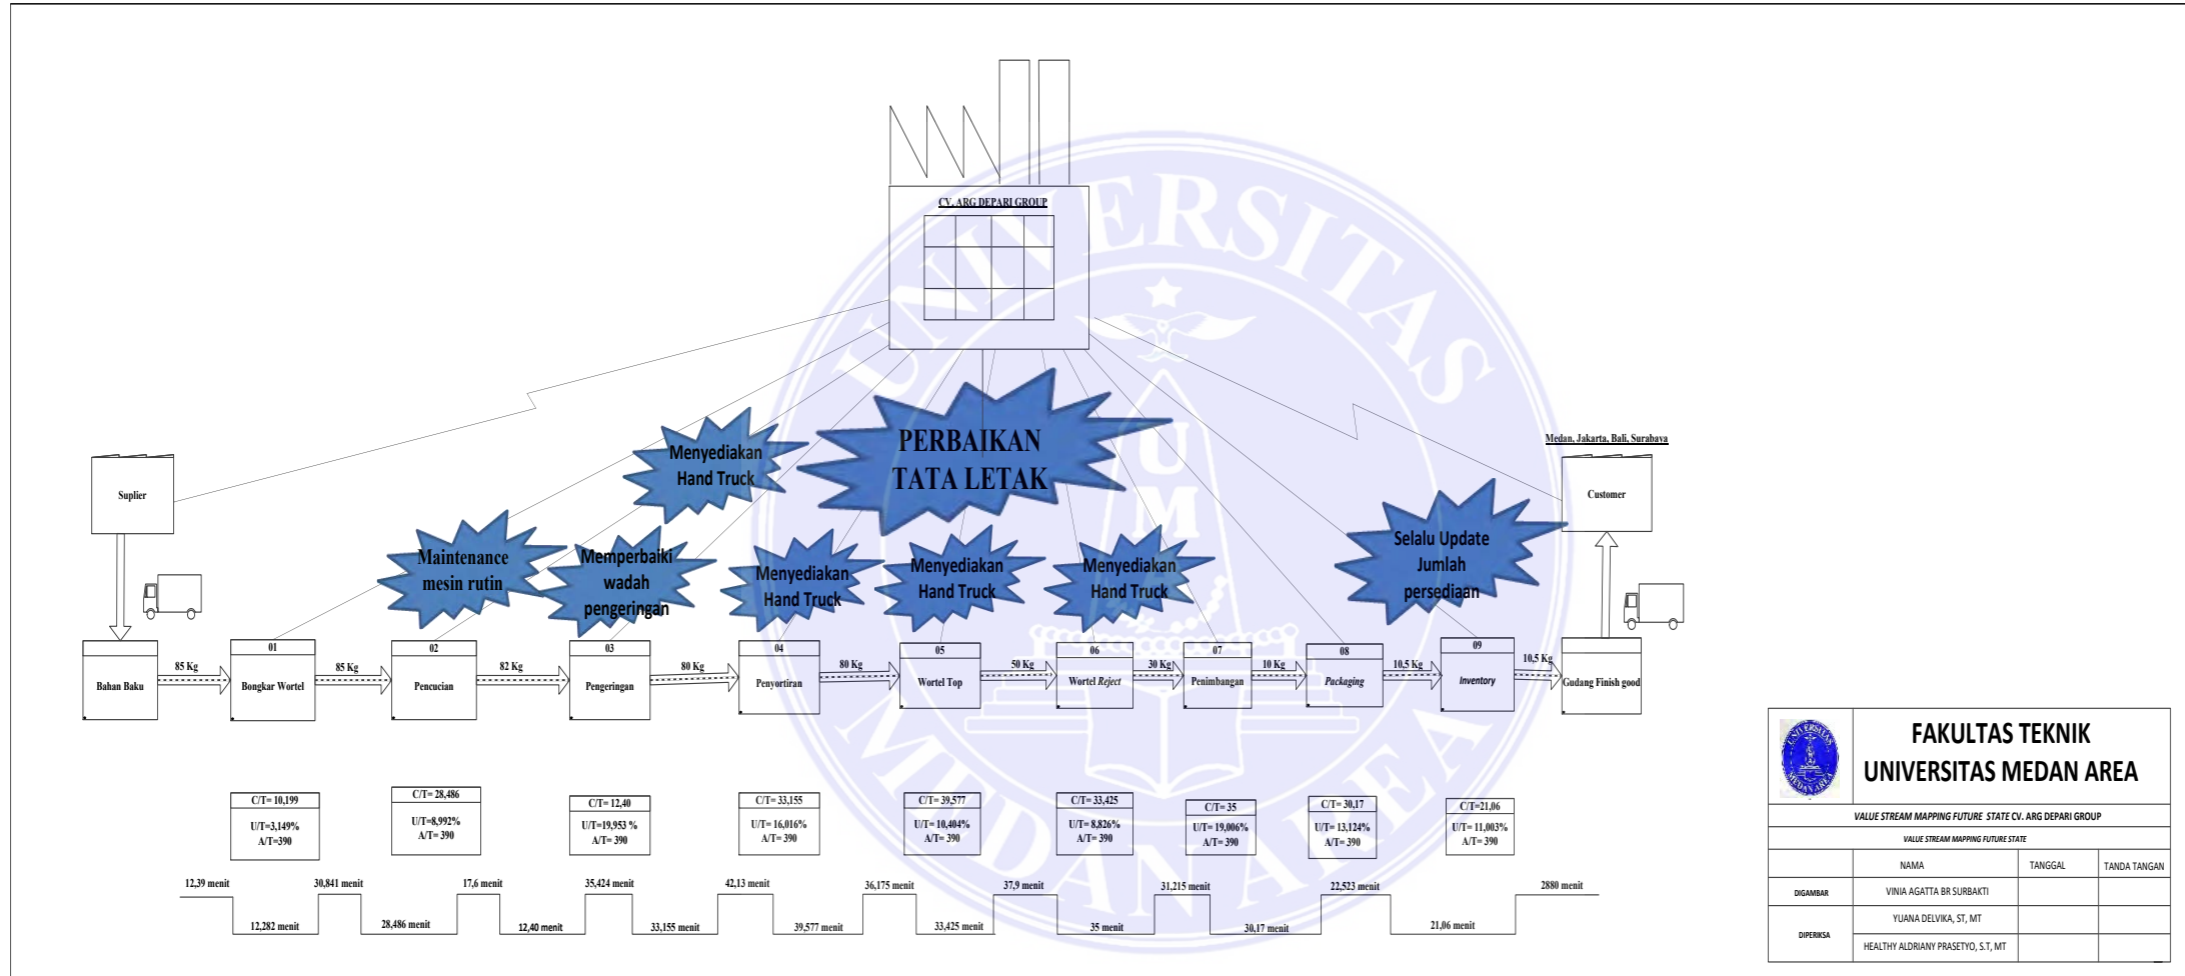 CV. ARG DEPARI GROUP
UNIVERSITAS
MEDAN AREA
U
M
A
PERBAIKAN
TATA LETAK
Menyediakan
Hand Truck
Maintenance
mesin rutin
Memperbaiki
wadah
pengeringan
Menyediakan
Hand Truck
Menyediakan
Hand Truck
Menyediakan
Hand Truck
Selalu Update
Jumlah
persediaan
Suplier
Medan, Jakarta, Bali, Surabaya
Customer
Bahan Baku
85 Kg
01
Bongkar Wortel
85 Kg
02
Pencucian
82 Kg
03
Pengeringan
80 Kg
04
Penyortiran
80 Kg
05
Wortel Top
50 Kg
06
Wortel Reject
30 Kg
07
Penimbangan
10 Kg
08
Packaging
10,5 Kg
09
Inventory
10,5 Kg
Gudang Finish good
C/T= 10,199
U/T=3,149%
A/T=390
C/T= 28,486
U/T=8,992%
A/T= 390
C/T= 12,40
U/T=19,953 %
A/T= 390
C/T= 33,155
U/T= 16,016%
A/T= 390
C/T= 39,577
U/T= 10,404%
A/T= 390
C/T= 33,425
U/T= 8,826%
A/T= 390
C/T= 35
U/T= 19,006%
A/T= 390
C/T= 30,17
U/T= 13,124%
A/T= 390
C/T=21,06
U/T= 11,003%
A/T= 390
12,39 menit
12,282 menit
30,841 menit
28,486 menit
17,6 menit
12,40 menit
35,424 menit
33,155 menit
42,13 menit
39,577 menit
36,175 menit
33,425 menit
37,9 menit
35 menit
31,215 menit
30,17 menit
22,523 menit
21,06 menit
2880 menit
UNIVERSITAS
MEDAN AREA
FAKULTAS TEKNIK
UNIVERSITAS MEDAN AREA
VALUE STREAM MAPPING FUTURE STATE CV. ARG DEPARI GROUP
VALUE STREAM MAPPING FUTURE STATE
NAMA TANGGAL TANDA TANGAN
DIGAMBAR VINIA AGATTA BR SURBAKTI
DIPERIKSA YUANA DELVIKA, ST, MT
HEALTHY ALDRIANY PRASETYO, S.T, MT